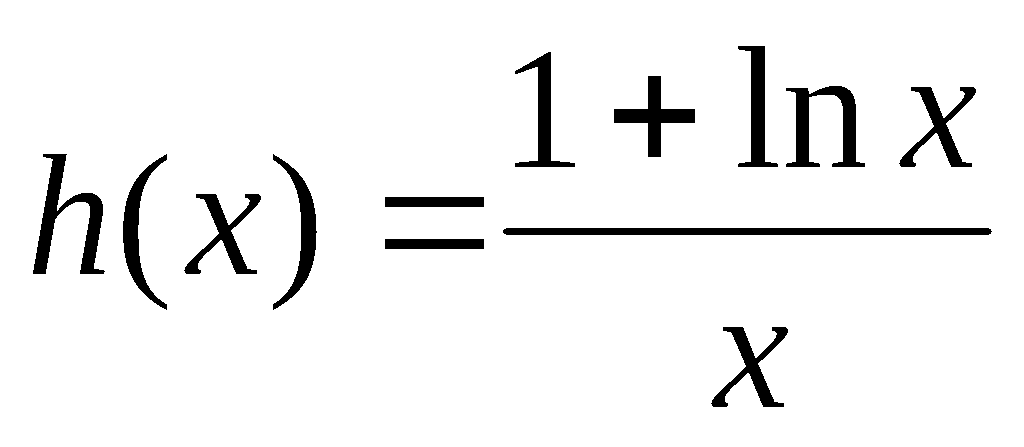 h(x) = (1 + ln x) / x